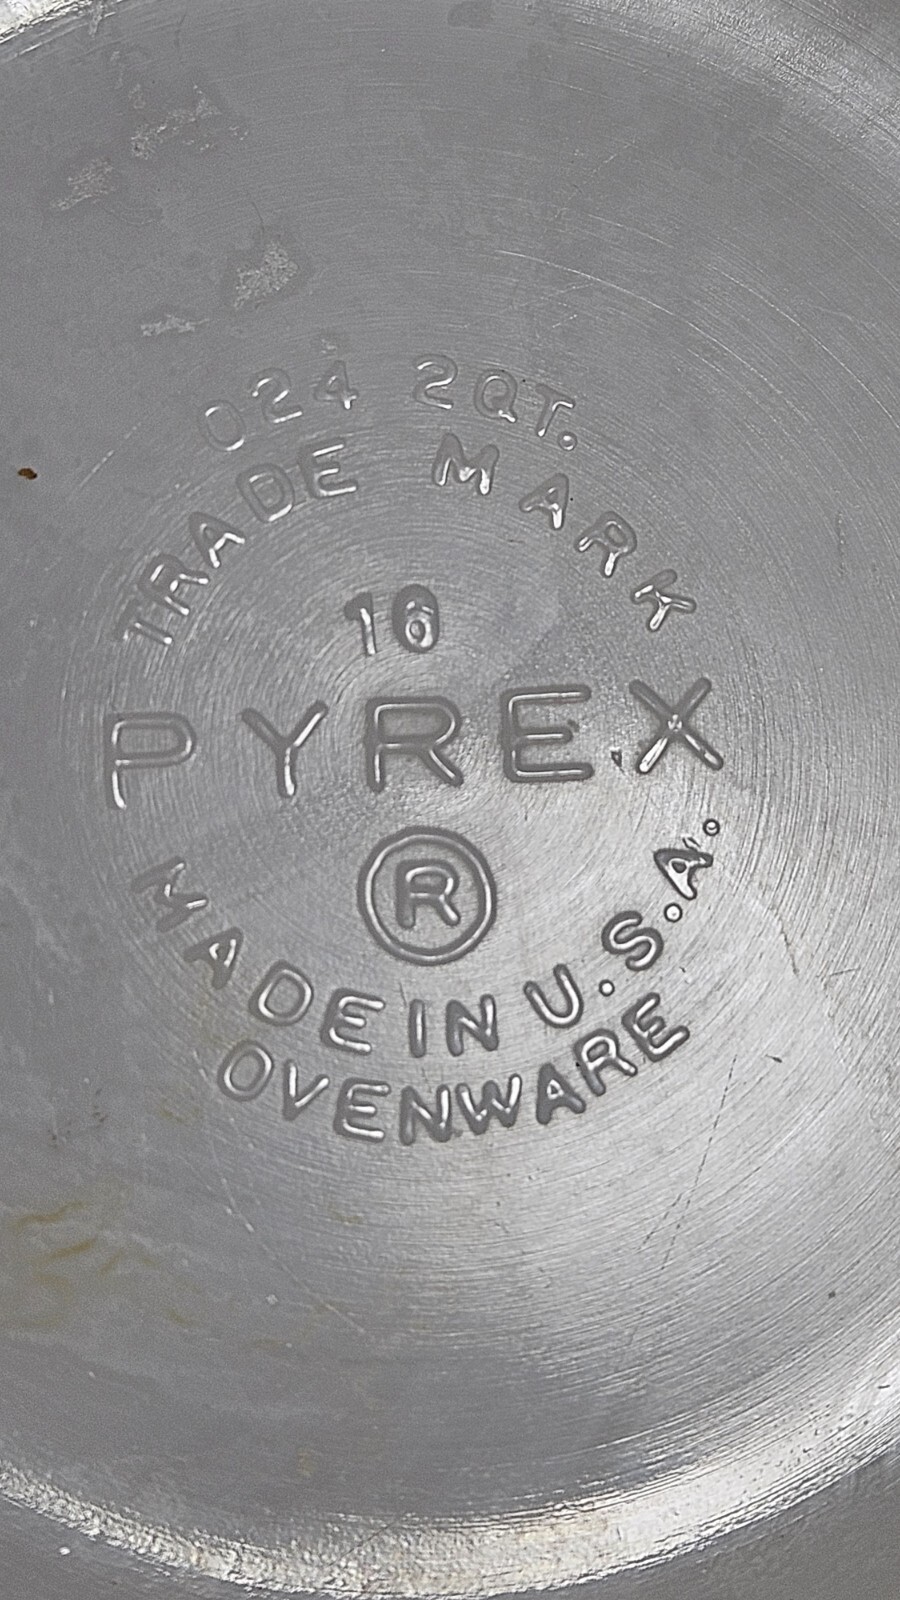 024 2QT.
TRADE MARK
16
PYREX
®
MADE IN U.S.A.
OVENWARE